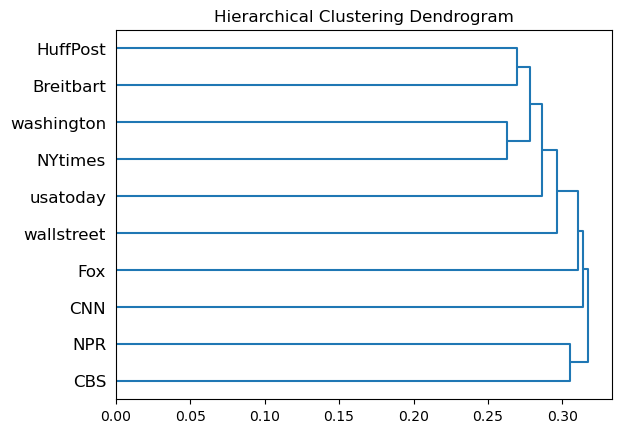 Hierarchical Clustering Dendrogram
HuffPost
Breitbart
washington
NYtimes
usatoday
wallstreet
Fox
CNN
NPR
CBS
0.00 0.05 0.10 0.15 0.20 0.25 0.30